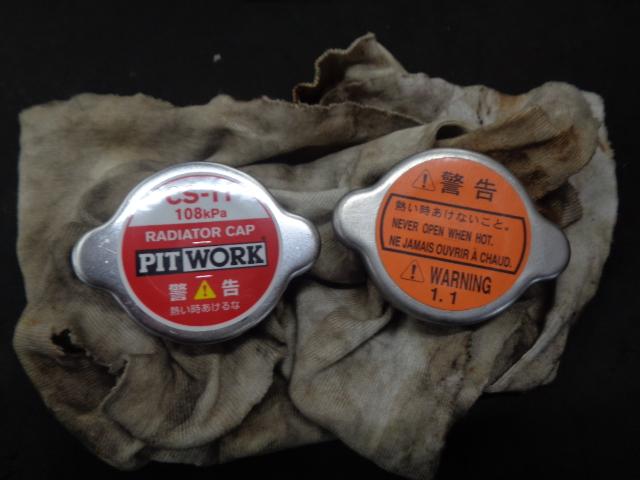 108kPa
RADIATOR CAP
PITWORK
警告
熱い時あけるな
警告
熱い時あけないこと。
NEVER OPEN WHEN HOT.
NE JAMAIS OUVRIR À CHAUD.
WARNING
1.1